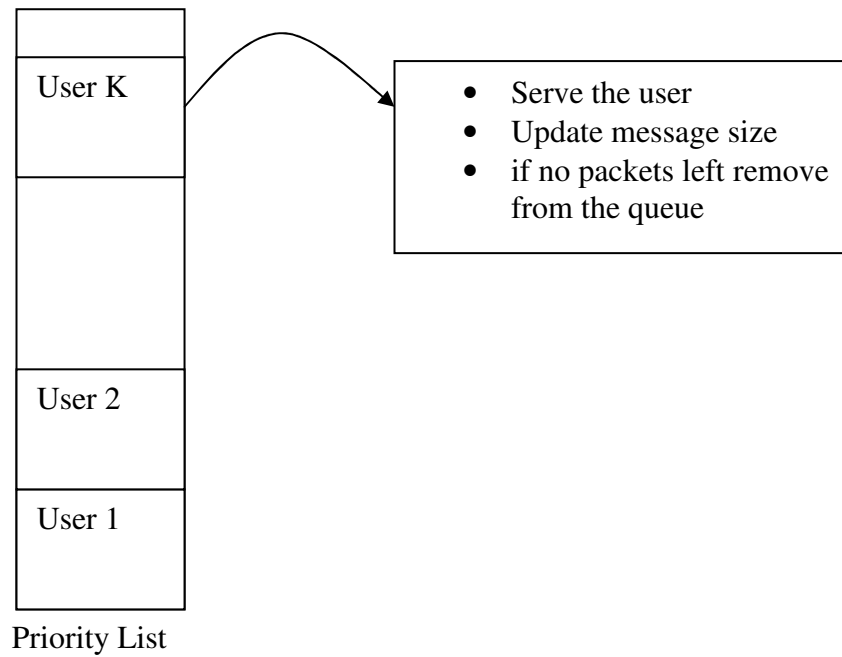 User K
• Serve the user
• Update message size
• if no packets left remove
from the queue
User 2
User 1
Priority List